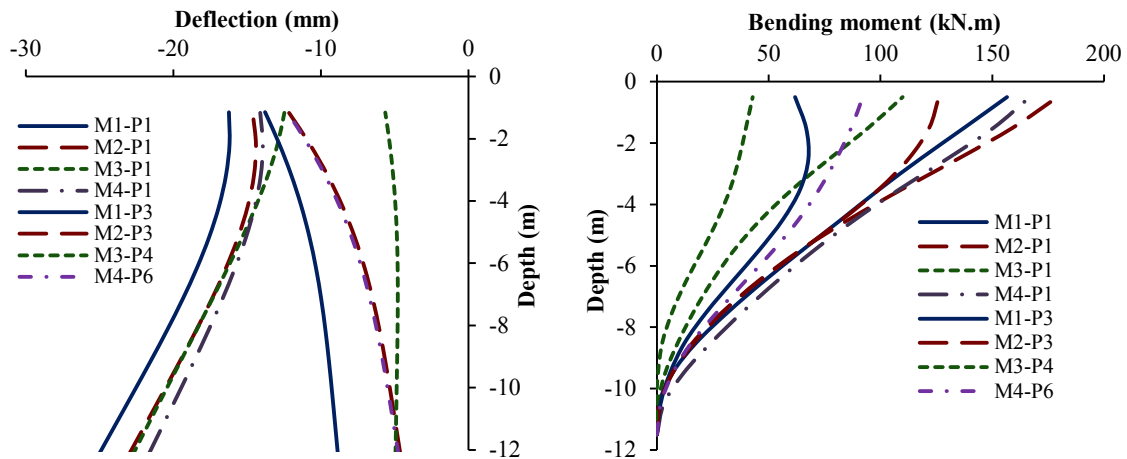 Deflection (mm)
-30 -20 -10 0
0
-2
-4
-6
-8
-10
-12
Depth (m)
M1-P1
M2-P1
M3-P1
M4-P1
M1-P3
M2-P3
M3-P4
M4-P6
Bending moment (kN.m)
0 50 100 150 200
0
-2
-4
-6
-8
-10
-12
Depth (m)
M1-P1
M2-P1
M3-P1
M4-P1
M1-P3
M2-P3
M3-P4
M4-P6